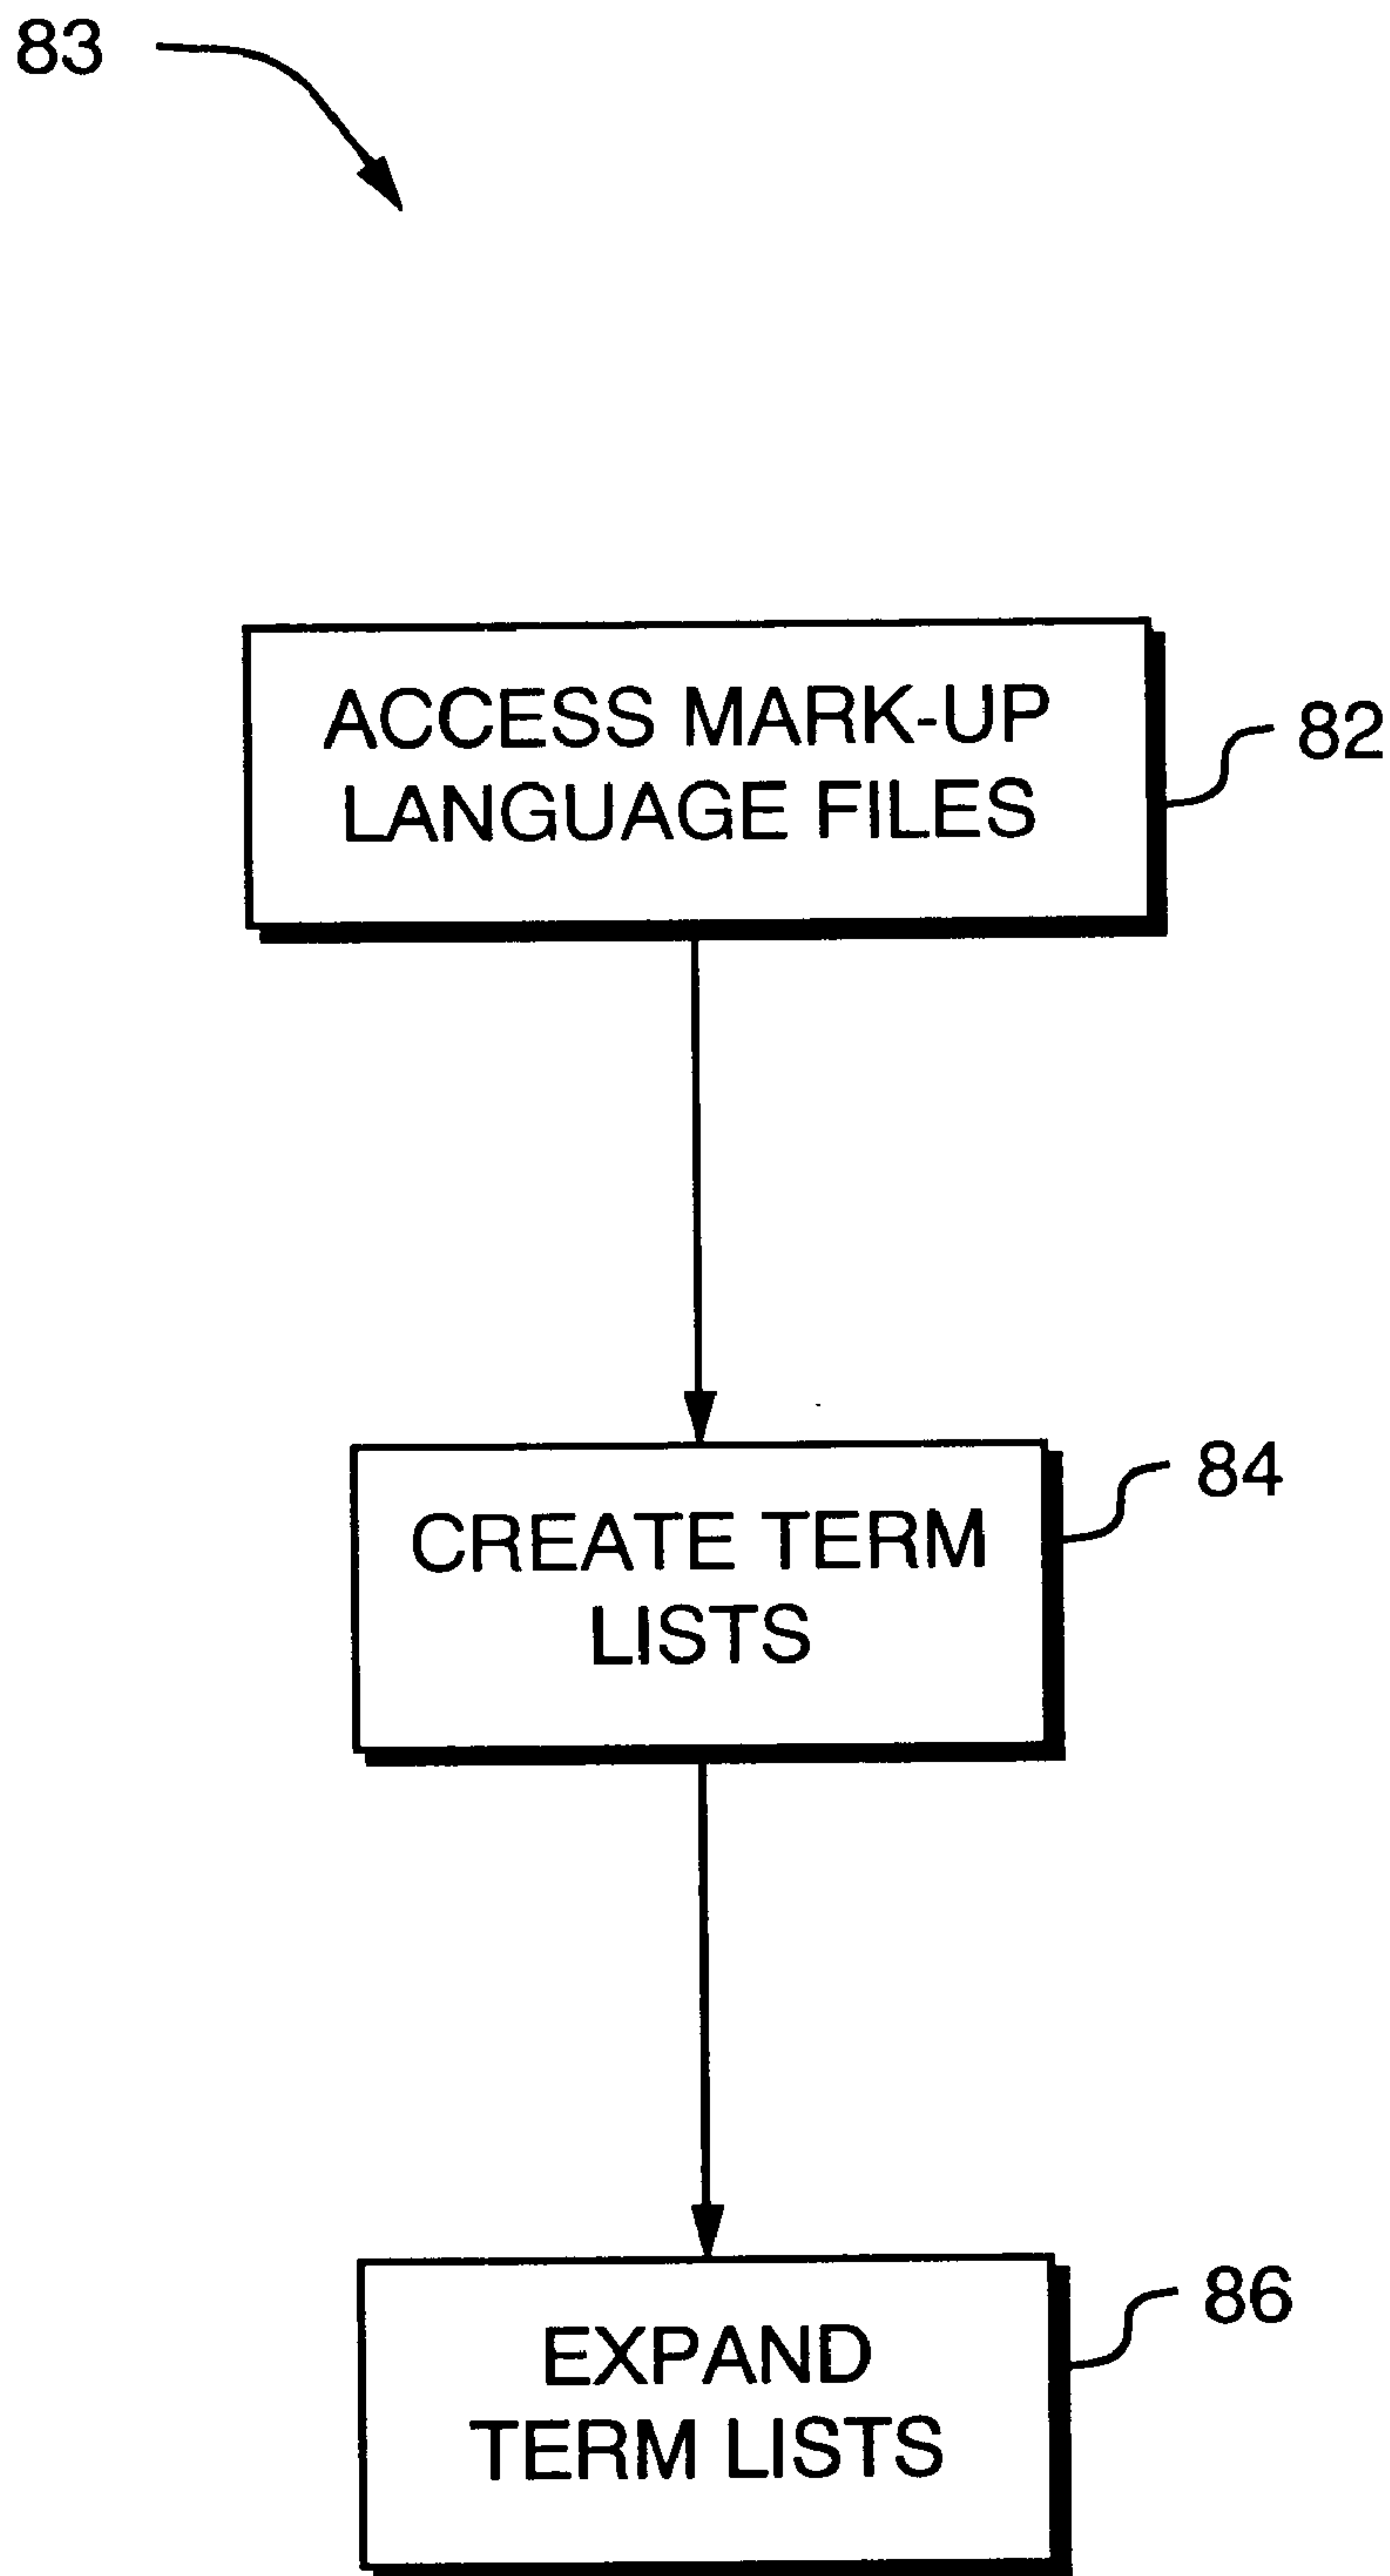 83
ACCESS MARK-UP
LANGUAGE FILES
82
CREATE TERM
LISTS
84
EXPAND
TERM LISTS
86